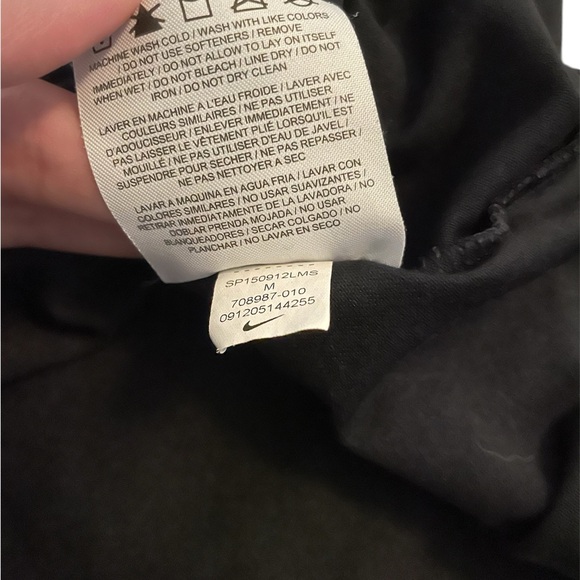 MACHINE WASH COLD / WASH WITH LIKE COLORS
/ DO NOT USE SOFTENERS / REMOVE
IMMEDIATELY / DO NOT ALLOW TO LAY ON ITSELF
WHEN WET / DO NOT BLEACH / LINE DRY / DO NOT
IRON / DO NOT DRY CLEAN
LAVER EN MACHINE A L'EAU FROIDE / LAVER AVEC
COULEURS SIMILAIRES / NE PAS UTILISER
D'ADOUCISSEUR / ENLEVER IMMEDIATEMENT / NE
PAS LAISSER LE VÊTEMENT PLIÉ LORSQU'IL EST
MOUILLÉ / NE PAS UTILISER D'EAU DE JAVEL /
SUSPENDRE POUR SECHER / NE PAS REPASSER /
NE PAS NETTOYER A SEC
LAVAR A MAQUINA EN AGUA FRIA / LAVAR CON
COLORES SIMILARES / NO USAR SUAVIZANTES /
RETIRAR INMEDIATAMENTE DE LA LAVADORA / NO
DOBLAR PRENDA MOJADA / NO USAR
BLANQUEADORES / SECAR COLGADO / NO
PLANCHAR / NO LAVAR EN SECO
SP150912LMS
M
708987-010
091205144255